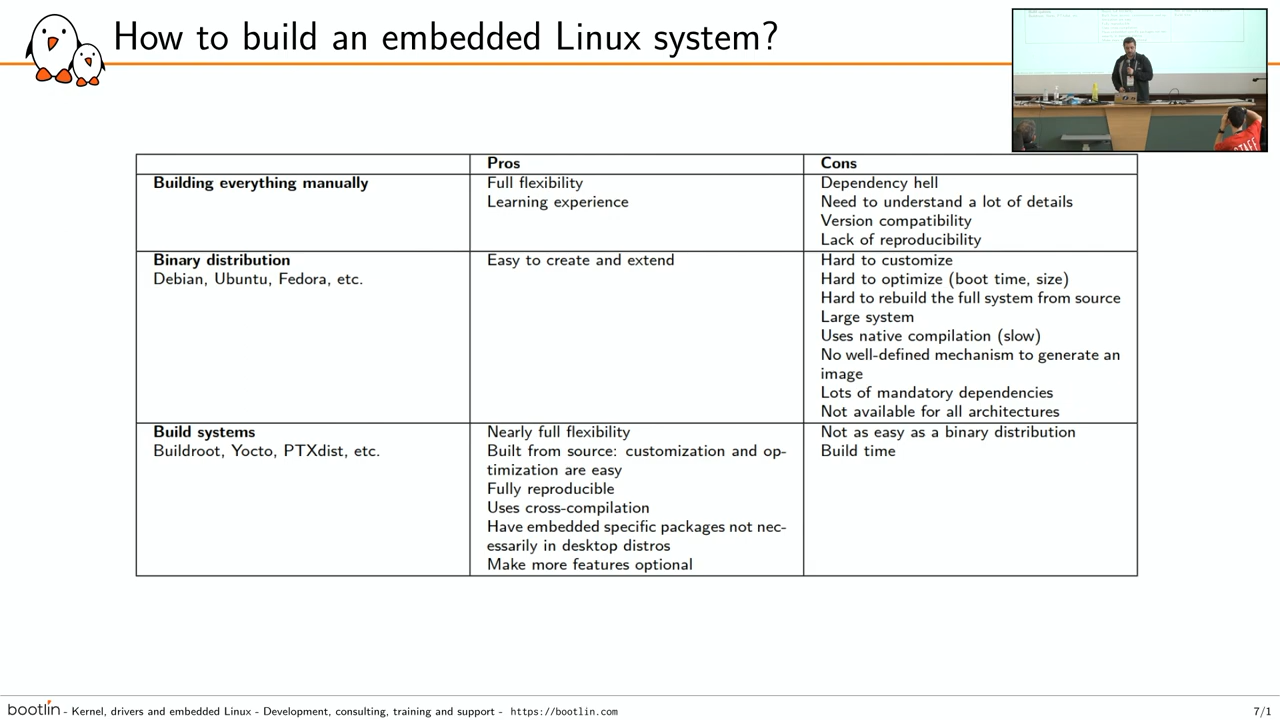 How to build an embedded Linux system?
Pros
Cons
Building everything manually
Full flexibility
Learning experience
Dependency hell
Need to understand a lot of details
Version compatibility
Lack of reproducibility
Binary distribution
Debian, Ubuntu, Fedora, etc.
Easy to create and extend
Hard to customize
Hard to optimize (boot time, size)
Hard to rebuild the full system from source
Large system
Uses native compilation (slow)
No well-defined mechanism to generate an
image
Lots of mandatory dependencies
Not available for all architectures
Build systems
Buildroot, Yocto, PTXdist, etc.
Nearly full flexibility
Built from source: customization and op-
timization are easy
Fully reproducible
Uses cross-compilation
Have embedded specific packages not nec-
essarily in desktop distros
Make more features optional
Not as easy as a binary distribution
Build time
bootlin - Kernel, drivers and embedded Linux - Development, consulting, training and support - https://bootlin.com
7/1
STAFF